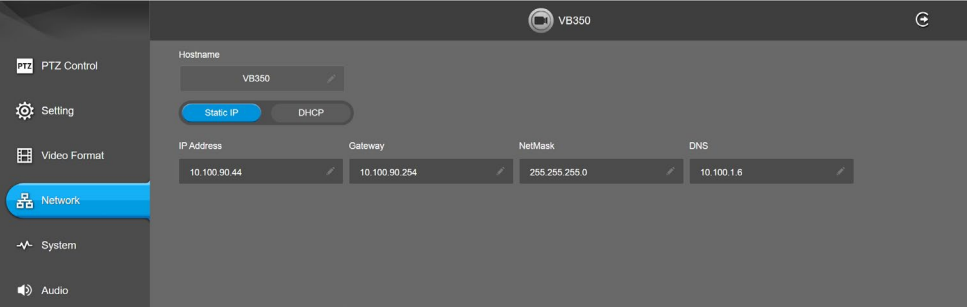 VB350
PTZ PTZ Control
Setting
Video Format
Network
System
Audio
Hostname
VB350
Static IP DHCP
IP Address Gateway NetMask DNS
10.100.90.44 10.100.90.254 255.255.255.0 10.100.1.6